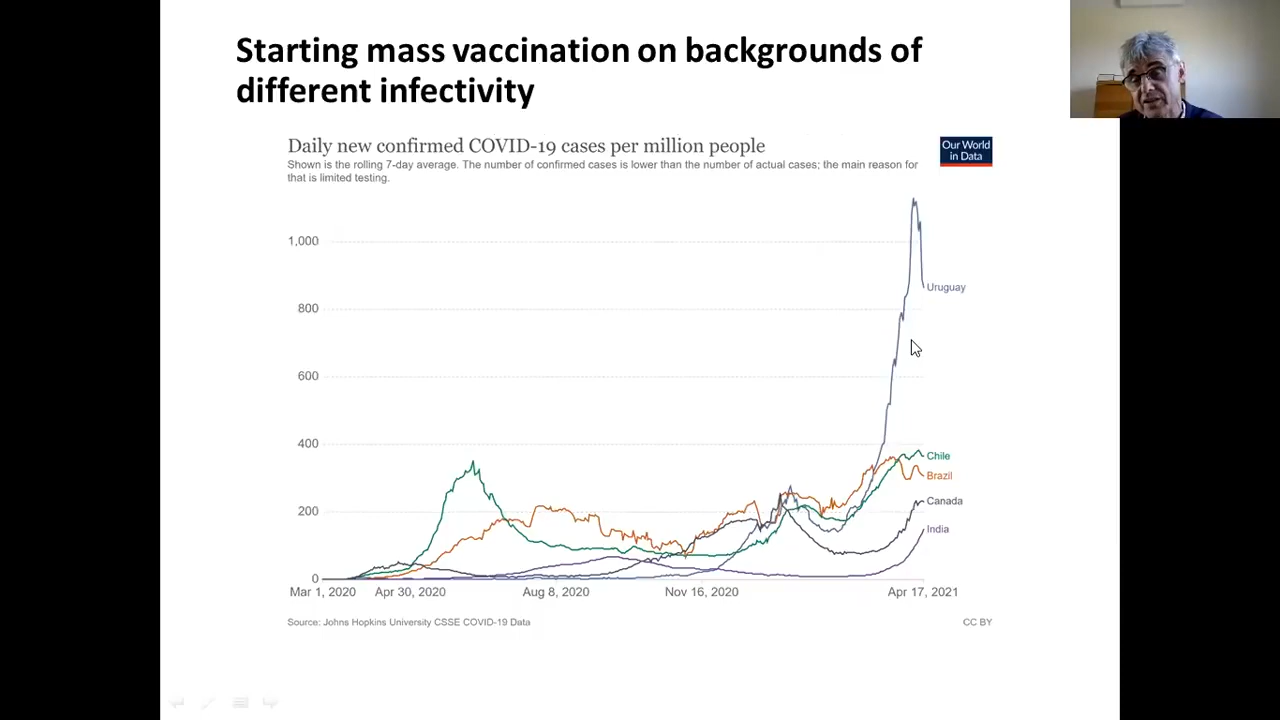 Starting mass vaccination on backgrounds of
different infectivity
Daily new confirmed COVID-19 cases per million people
Shown is the rolling 7-day average. The number of confirmed cases is lower than the number of actual cases; the main reason for
that is limited testing.
Our World
in Data
1,000
800
600
400
200
0
Uruguay
Chile
Brazil
Canada
India
Mar 1, 2020
Apr 30, 2020
Aug 8, 2020
Nov 16, 2020
Apr 17, 2021
Source: Johns Hopkins University CSSE COVID-19 Data
CC BY